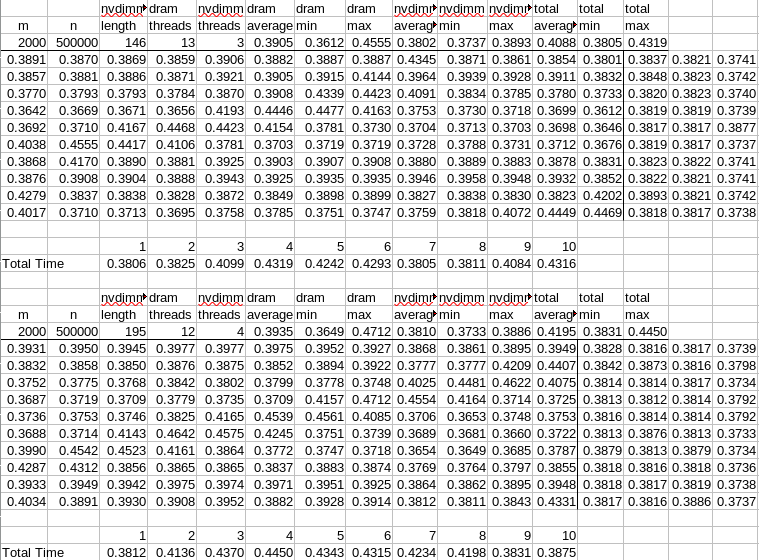 nvdimm dram nvdimm dram dram dram nvdimm nvdimm nvdimm total total total
m n length threads threads average min max averag min max averag min max
2000 500000 146 13 3 0.3905 0.3612 0.4555 0.3802 0.3737 0.3893 0.4088 0.3805 0.4319
0.3891 0.3870 0.3869 0.3859 0.3906 0.3882 0.3887 0.3887 0.4345 0.3871 0.3861 0.3854 0.3801 0.3837 0.3821 0.3741
0.3857 0.3881 0.3886 0.3871 0.3921 0.3905 0.3915 0.4144 0.3964 0.3939 0.3928 0.3911 0.3832 0.3848 0.3823 0.3742
0.3770 0.3793 0.3793 0.3784 0.3870 0.3908 0.4339 0.4423 0.4091 0.3834 0.3785 0.3780 0.3733 0.3820 0.3823 0.3740
0.3642 0.3669 0.3671 0.3656 0.4193 0.4446 0.4477 0.4163 0.3753 0.3730 0.3718 0.3699 0.3612 0.3819 0.3819 0.3739
0.3692 0.3710 0.4167 0.4468 0.4423 0.4154 0.3781 0.3730 0.3704 0.3713 0.3703 0.3698 0.3646 0.3817 0.3817 0.3877
0.4038 0.4555 0.4417 0.4106 0.3781 0.3703 0.3719 0.3719 0.3728 0.3788 0.3731 0.3712 0.3676 0.3819 0.3817 0.3737
0.3868 0.4170 0.3890 0.3881 0.3925 0.3903 0.3907 0.3908 0.3880 0.3889 0.3883 0.3878 0.3831 0.3823 0.3822 0.3741
0.3876 0.3908 0.3904 0.3888 0.3943 0.3925 0.3935 0.3935 0.3946 0.3958 0.3948 0.3932 0.3852 0.3822 0.3821 0.3741
0.4279 0.3837 0.3838 0.3828 0.3872 0.3849 0.3898 0.3899 0.3827 0.3838 0.3830 0.3823 0.4202 0.3893 0.3821 0.3742
0.4017 0.3710 0.3713 0.3695 0.3758 0.3785 0.3751 0.3747 0.3759 0.3818 0.4072 0.4449 0.4469 0.3818 0.3817 0.3738
1 2 3 4 5 6 7 8 9 10
Total Time 0.3806 0.3825 0.4099 0.4319 0.4242 0.4293 0.3805 0.3811 0.4084 0.4316
nvdimm dram nvdimm dram dram dram nvdimm nvdimm nvdimm total total total
m n length threads threads average min max averag min max averag min max
2000 500000 195 12 4 0.3935 0.3649 0.4712 0.3810 0.3733 0.3886 0.4195 0.3831 0.4450
0.3931 0.3950 0.3945 0.3977 0.3977 0.3975 0.3952 0.3927 0.3868 0.3861 0.3895 0.3949 0.3828 0.3816 0.3817 0.3739
0.3832 0.3858 0.3850 0.3876 0.3875 0.3852 0.3894 0.3922 0.3777 0.3777 0.4209 0.4407 0.3842 0.3873 0.3816 0.3798
0.3752 0.3775 0.3768 0.3842 0.3802 0.3799 0.3778 0.3748 0.4025 0.4481 0.4622 0.4075 0.3814 0.3814 0.3817 0.3734
0.3687 0.3719 0.3709 0.3779 0.3735 0.3709 0.4157 0.4712 0.4554 0.4164 0.3714 0.3725 0.3813 0.3812 0.3814 0.3792
0.3736 0.3753 0.3746 0.3825 0.4165 0.4539 0.4561 0.4085 0.3706 0.3653 0.3748 0.3753 0.3816 0.3814 0.3814 0.3792
0.3688 0.3714 0.4143 0.4642 0.4575 0.4245 0.3751 0.3739 0.3689 0.3681 0.3660 0.3722 0.3813 0.3876 0.3813 0.3733
0.3990 0.4542 0.4523 0.4161 0.3864 0.3772 0.3747 0.3718 0.3654 0.3649 0.3685 0.3787 0.3879 0.3813 0.3879 0.3734
0.4287 0.4312 0.3856 0.3865 0.3865 0.3837 0.3883 0.3874 0.3769 0.3764 0.3797 0.3855 0.3818 0.3816 0.3818 0.3736
0.3933 0.3949 0.3942 0.3975 0.3974 0.3971 0.3951 0.3925 0.3864 0.3862 0.3895 0.3948 0.3818 0.3817 0.3819 0.3738
0.4034 0.3891 0.3930 0.3908 0.3952 0.3882 0.3928 0.3914 0.3812 0.3811 0.3843 0.4331 0.3817 0.3816 0.3886 0.3737
1 2 3 4 5 6 7 8 9 10
Total Time 0.3812 0.4136 0.4370 0.4450 0.4343 0.4315 0.4234 0.4198 0.3831 0.3875